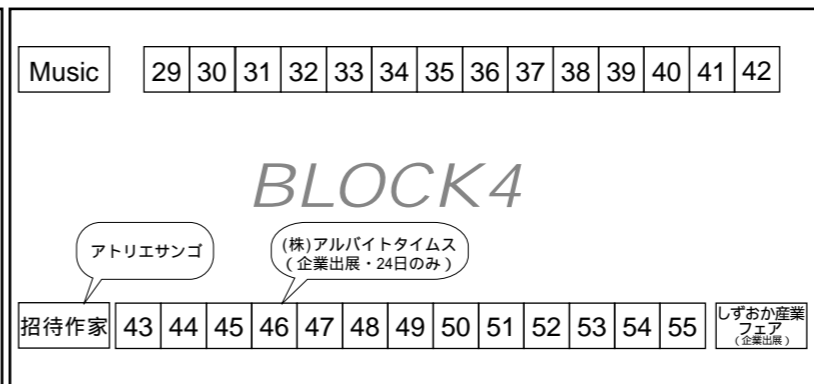 Music 29 30 31 32 33 34 35 36 37 38 39 40 41 42
BLOCK4
アトリエサンゴ
(株)アルバイトタイムス
（企業出展・24日のみ）
招待作家 43 44 45 46 47 48 49 50 51 52 53 54 55
しずおか産業
フェア
（企業出展）